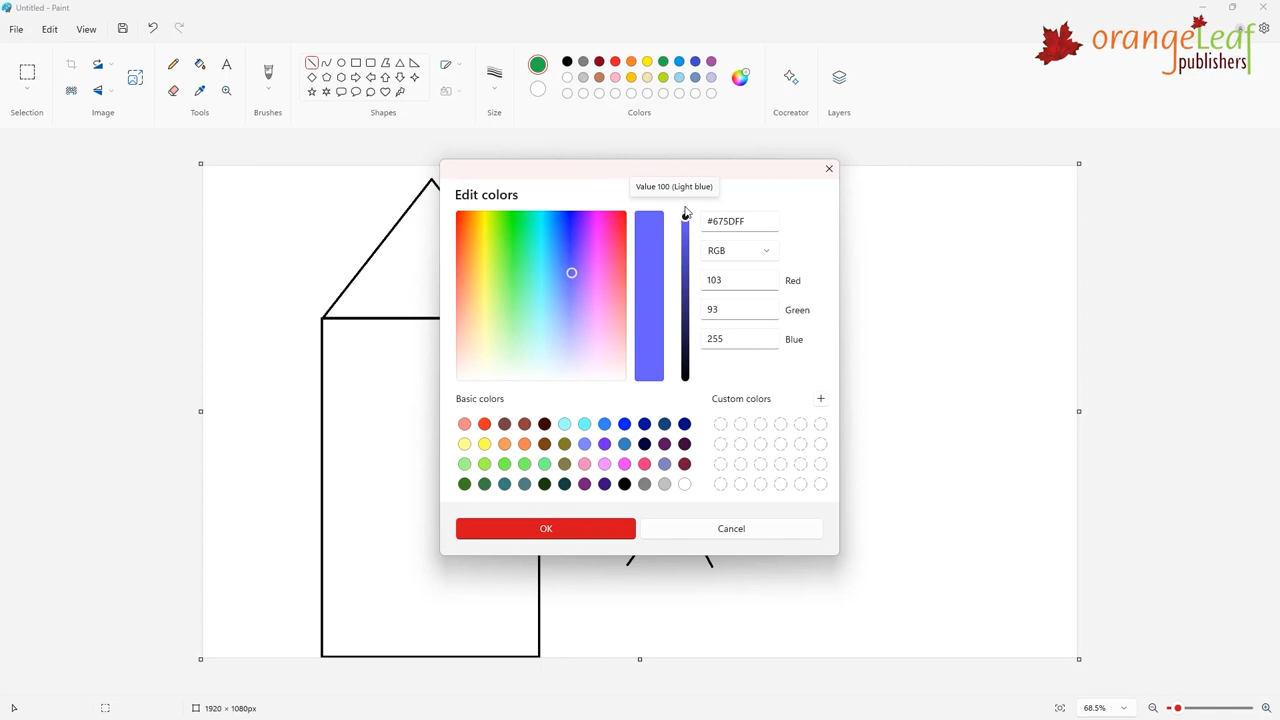 Untitled - Paint
File Edit View
orangeLeaf
publishers
Selection Image Tools Brushes Shapes Size Colors Cocreator Layers
Value 100 (Light blue)
Edit colors
#675DFF
RGB
103 Red
93 Green
255 Blue
Basic colors Custom colors
OK Cancel
1920 × 1080px 68.5%